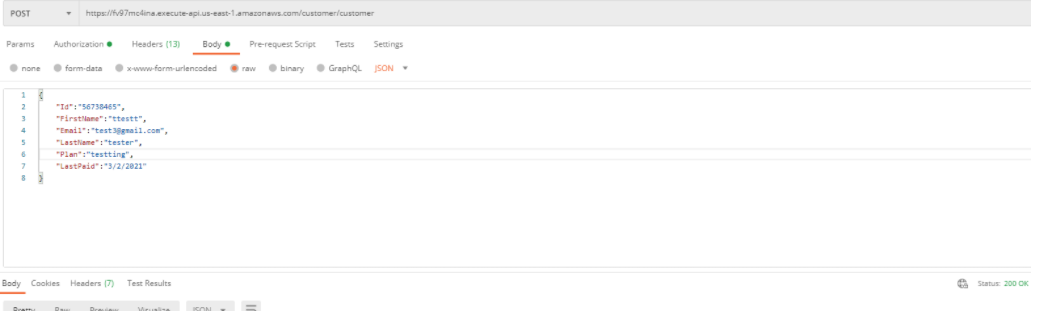 POST https://fv97mc4ina.execute-api.us-east-1.amazonaws.com/customer/customer
Params Authorization Headers (13) Body Pre-request Script Tests Settings
none form-data x-www-form-urlencoded raw binary GraphQL JSON
1 {
2 "Id":"56738465",
3 "FirstName":"ttestt",
4 "Email":"test3@gmail.com",
5 "LastName":"tester",
6 "Plan":"testting",
7 "LastPaid":"3/2/2021"
8 }
Body Cookies Headers (7) Test Results Status: 200 OK
Pretty Raw Preview Visualize JSON